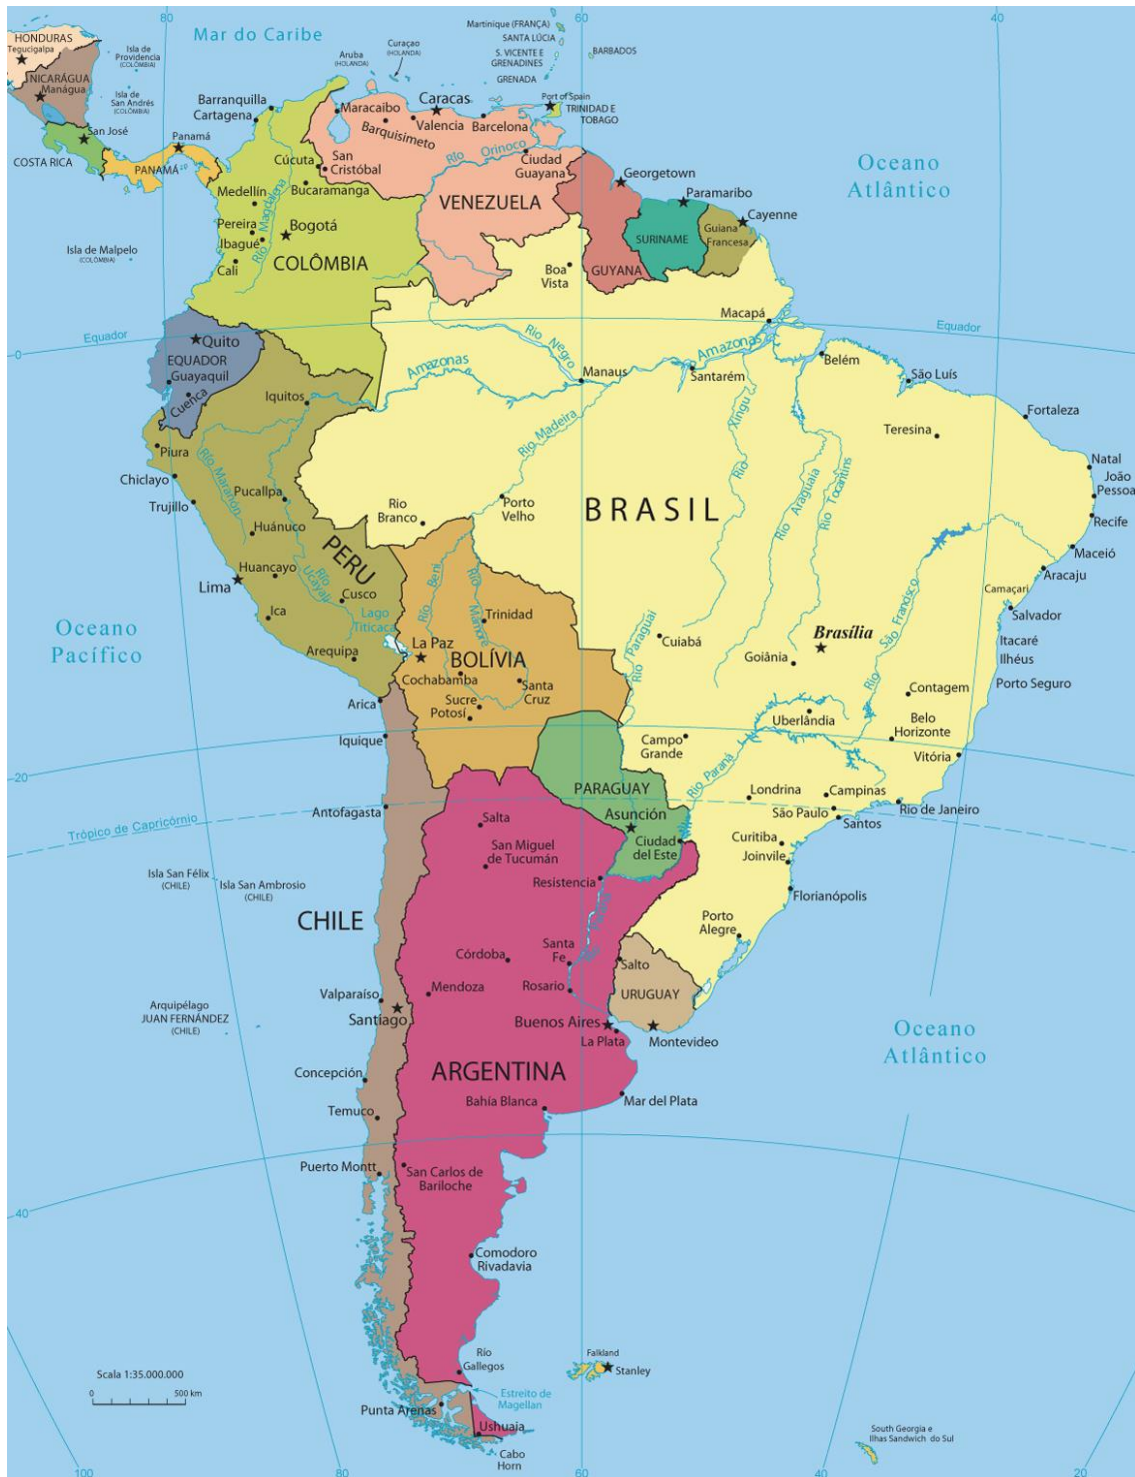 80
60
40
HONDURAS
Tegucigalpa
NICARÁGUA
Manágua
San José
COSTA RICA
Panamá
PANAMÁ
Isla de
Providencia
(COLÔMBIA)
Isla de
San Andrés
(COLÔMBIA)
Mar do Caribe
Aruba
(HOLANDA)
Curaçao
(HOLANDA)
Martinique (FRANÇA)
SANTA LÚCIA
S. VICENTE E
GRENADINES
BARBADOS
GRENADA
Port of Spain
TRINIDAD E
TOBAGO
Barranquilla
Cartagena
Maracaibo
Caracas
Barquisimeto
Valencia
Barcelona
Río Orinoco
Ciudad
Guayana
Cúcuta
San
Cristóbal
Bucaramanga
VENEZUELA
Medellín
Río Magdalena
Pereira
Ibagué
Bogotá
Cali
COLÔMBIA
Isla de Malpelo
(COLÔMBIA)
Georgetown
Paramaribo
Cayenne
GUYANA
SURINAME
Guiana
Francesa
Oceano
Atlântico
Boa
Vista
Macapá
Equador
Equador
0
Quito
EQUADOR
Guayaquil
Cuenca
Iquitos
Amazonas
Rio Negro
Manaus
Amazonas
Santarém
Belém
São Luís
Fortaleza
Teresina
Natal
João
Pessoa
Recife
Maceió
Aracaju
Camaçari
Salvador
Itacaré
Ilhéus
Porto Seguro
Piura
Chiclayo
Trujillo
Río Marañón
Pucallpa
Huánuco
PERU
Huancayo
Lima
Río
Ucayali
Cusco
Ica
Lago
Titicaca
Arequipa
Rio Madeira
Rio Xingu
Rio Araguaia
Rio Tocantins
Rio
Branco
Porto
Velho
BRASIL
São Francisco
Rio
Río Beni
Río
Mamoré
Trinidad
La Paz
BOLÍVIA
Cochabamba
Santa
Cruz
Sucre
Potosí
Rio Paraguai
Cuiabá
Brasília
Goiânia
Contagem
Uberlândia
Belo
Horizonte
Vitória
Campo
Grande
Rio Paraná
Londrina
Campinas
São Paulo
Rio de Janeiro
Santos
Curitiba
Joinvile
Florianópolis
Porto
Alegre
Oceano
Pacífico
Arica
Iquique
20
Antofagasta
Trópico de Capricórnio
PARAGUAY
Asunción
Ciudad
del Este
Salta
San Miguel
de Tucumán
Resistencia
Río Paraná
Isla San Félix
(CHILE)
Isla San Ambrosio
(CHILE)
CHILE
Córdoba
Santa
Fe
Salto
Mendoza
Rosario
URUGUAY
Valparaíso
Santiago
Arquipélago
JUAN FERNÁNDEZ
(CHILE)
Buenos Aires
La Plata
Montevideo
Oceano
Atlântico
Concepción
ARGENTINA
Temuco
Bahía Blanca
Mar del Plata
Puerto Montt
San Carlos de
Bariloche
40
Comodoro
Rivadavia
Río
Gallegos
Falkland
Stanley
Scala 1:35.000.000
0
500 km
Estreito de
Magellan
Punta Arenas
Ushuaia
Cabo
Horn
South Georgia e
Ilhas Sandwich do Sul
100
80
60
40
20